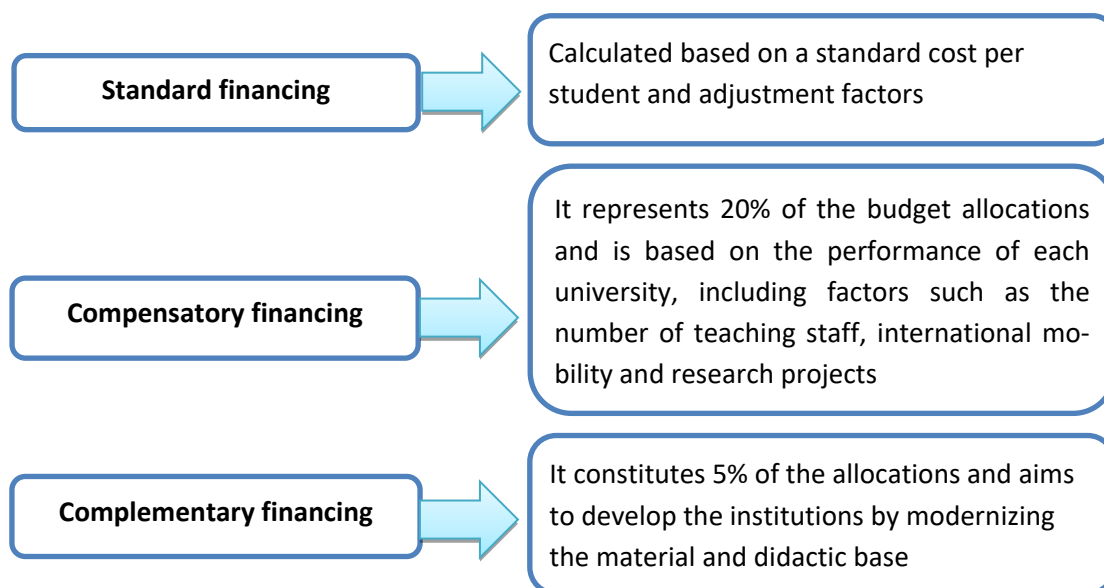 Standard financing
Calculated based on a standard cost per
student and adjustment factors
Compensatory financing
It represents 20% of the budget allocations
and is based on the performance of each
university, including factors such as the
number of teaching staff, international mo-
bility and research projects
Complementary financing
It constitutes 5% of the allocations and aims
to develop the institutions by modernizing
the material and didactic base